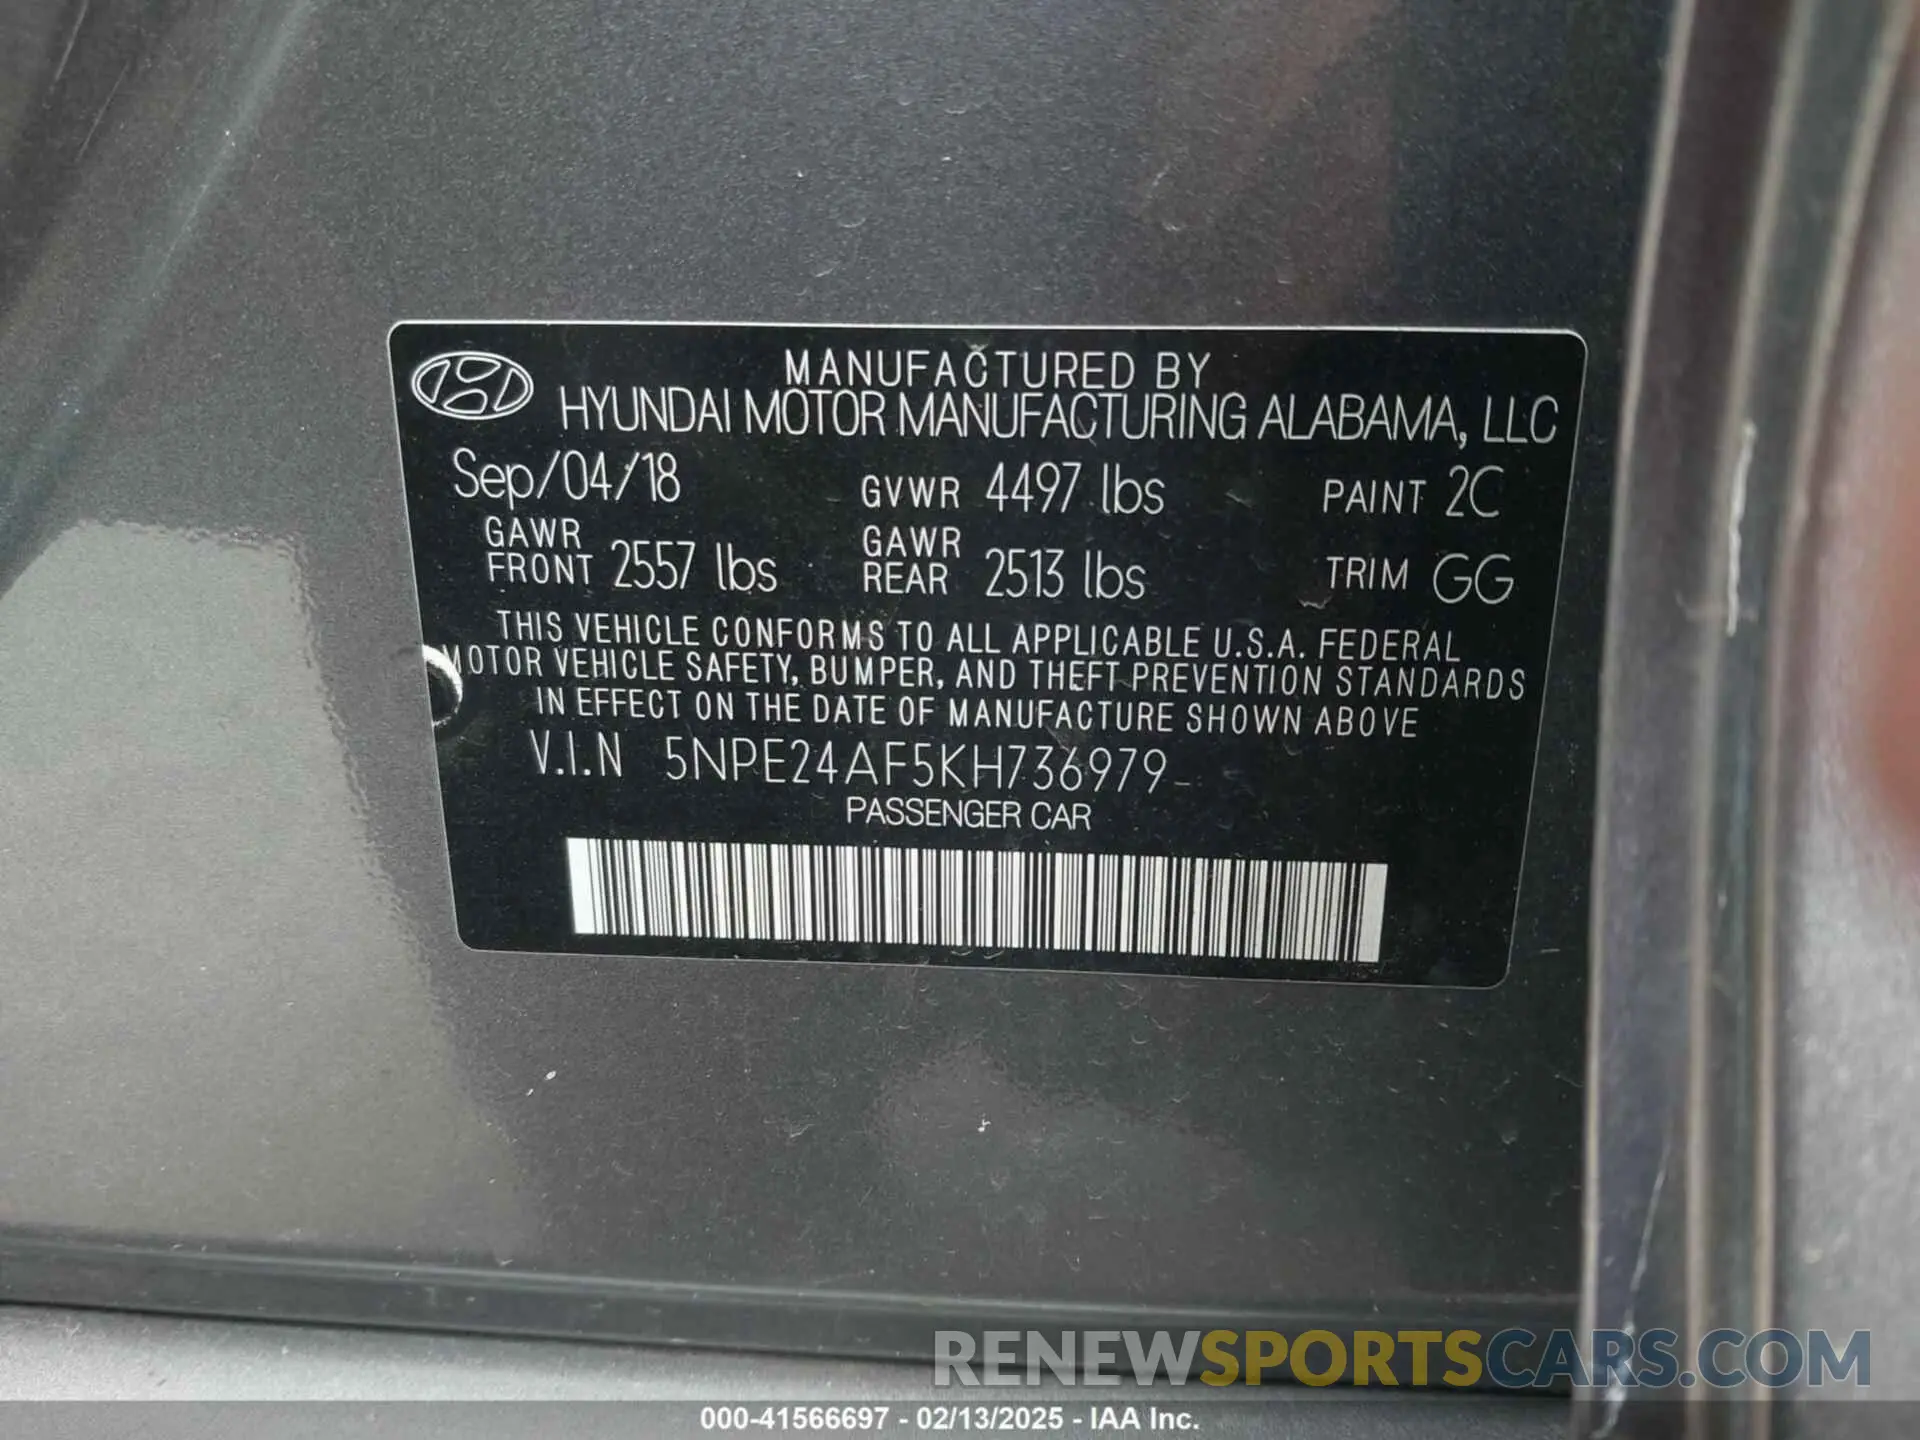 MANUFACTURED BY
HYUNDAI MOTOR MANUFACTURING ALABAMA, LLC
Sep/04/18 GVWR 4497 lbs PAINT 2C
GAWR FRONT 2557 lbs GAWR REAR 2513 lbs TRIM GG
THIS VEHICLE CONFORMS TO ALL APPLICABLE U.S.A. FEDERAL
MOTOR VEHICLE SAFETY, BUMPER, AND THEFT PREVENTION STANDARDS
IN EFFECT ON THE DATE OF MANUFACTURE SHOWN ABOVE
V.I.N 5NPE24AF5KH736979
PASSENGER CAR
RENEWSPORTSCARS.COM
000-41566697 - 02/13/2025 - IAA Inc.